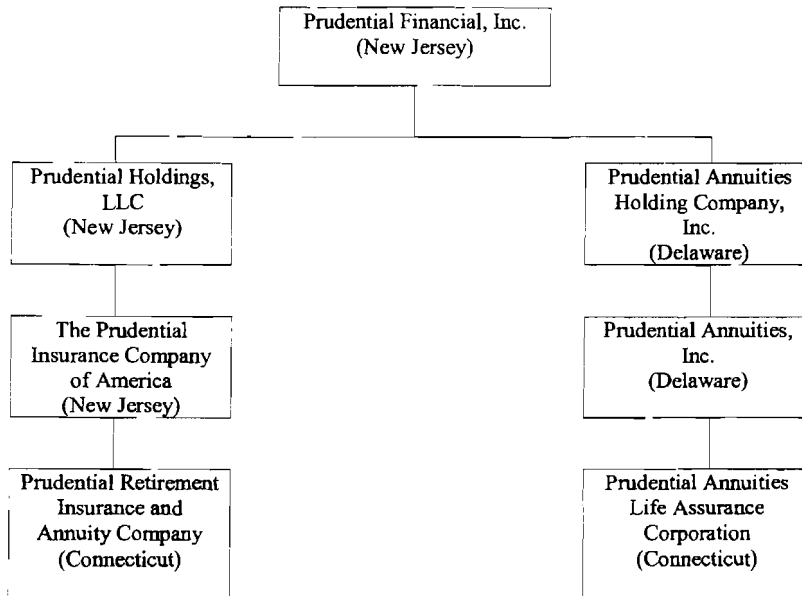 Prudential Financial, Inc.
(New Jersey)
Prudential Holdings,
LLC
(New Jersey)
Prudential Annuities
Holding Company,
Inc.
(Delaware)
The Prudential
Insurance Company
of America
(New Jersey)
Prudential Annuities,
Inc.
(Delaware)
Prudential Retirement
Insurance and
Annuity Company
(Connecticut)
Prudential Annuities
Life Assurance
Corporation
(Connecticut)